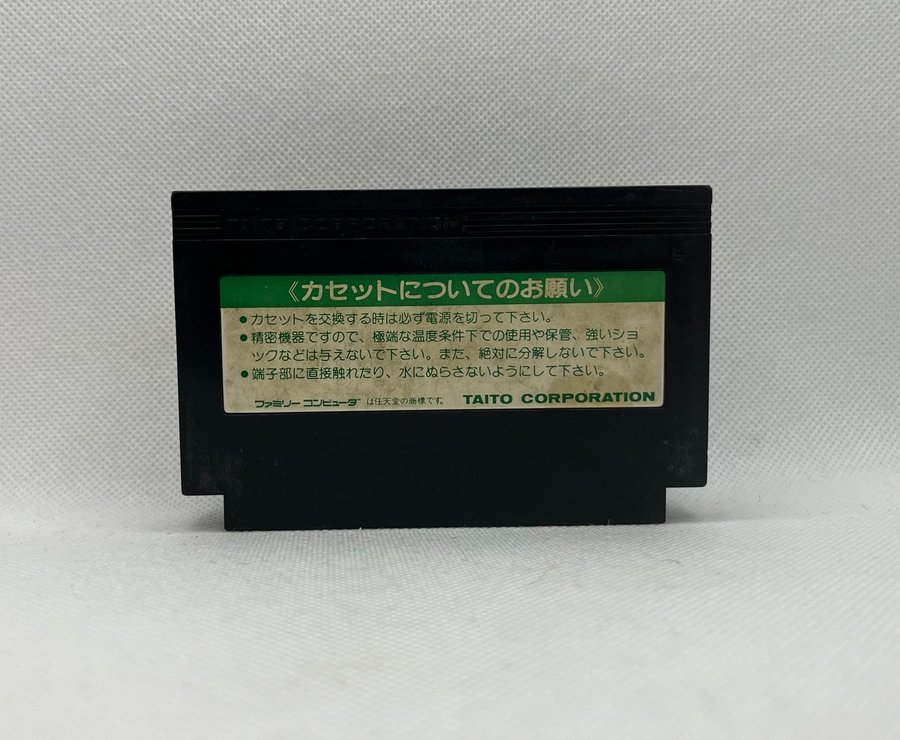 TAITO CORPORATION
《カセットについてのお願い》
●カセットを交換する時は必ず電源を切って下さい。
●精密機器ですので、極端な温度条件下での使用や保管、強いショ
ックなどは与えないで下さい。また、絶対に分解しないで下さい。
●端子部に直接触れたり、水にぬらさないようにして下さい。
ファミリーコンピュータ は任天堂の商標です。 TAITO CORPORATION